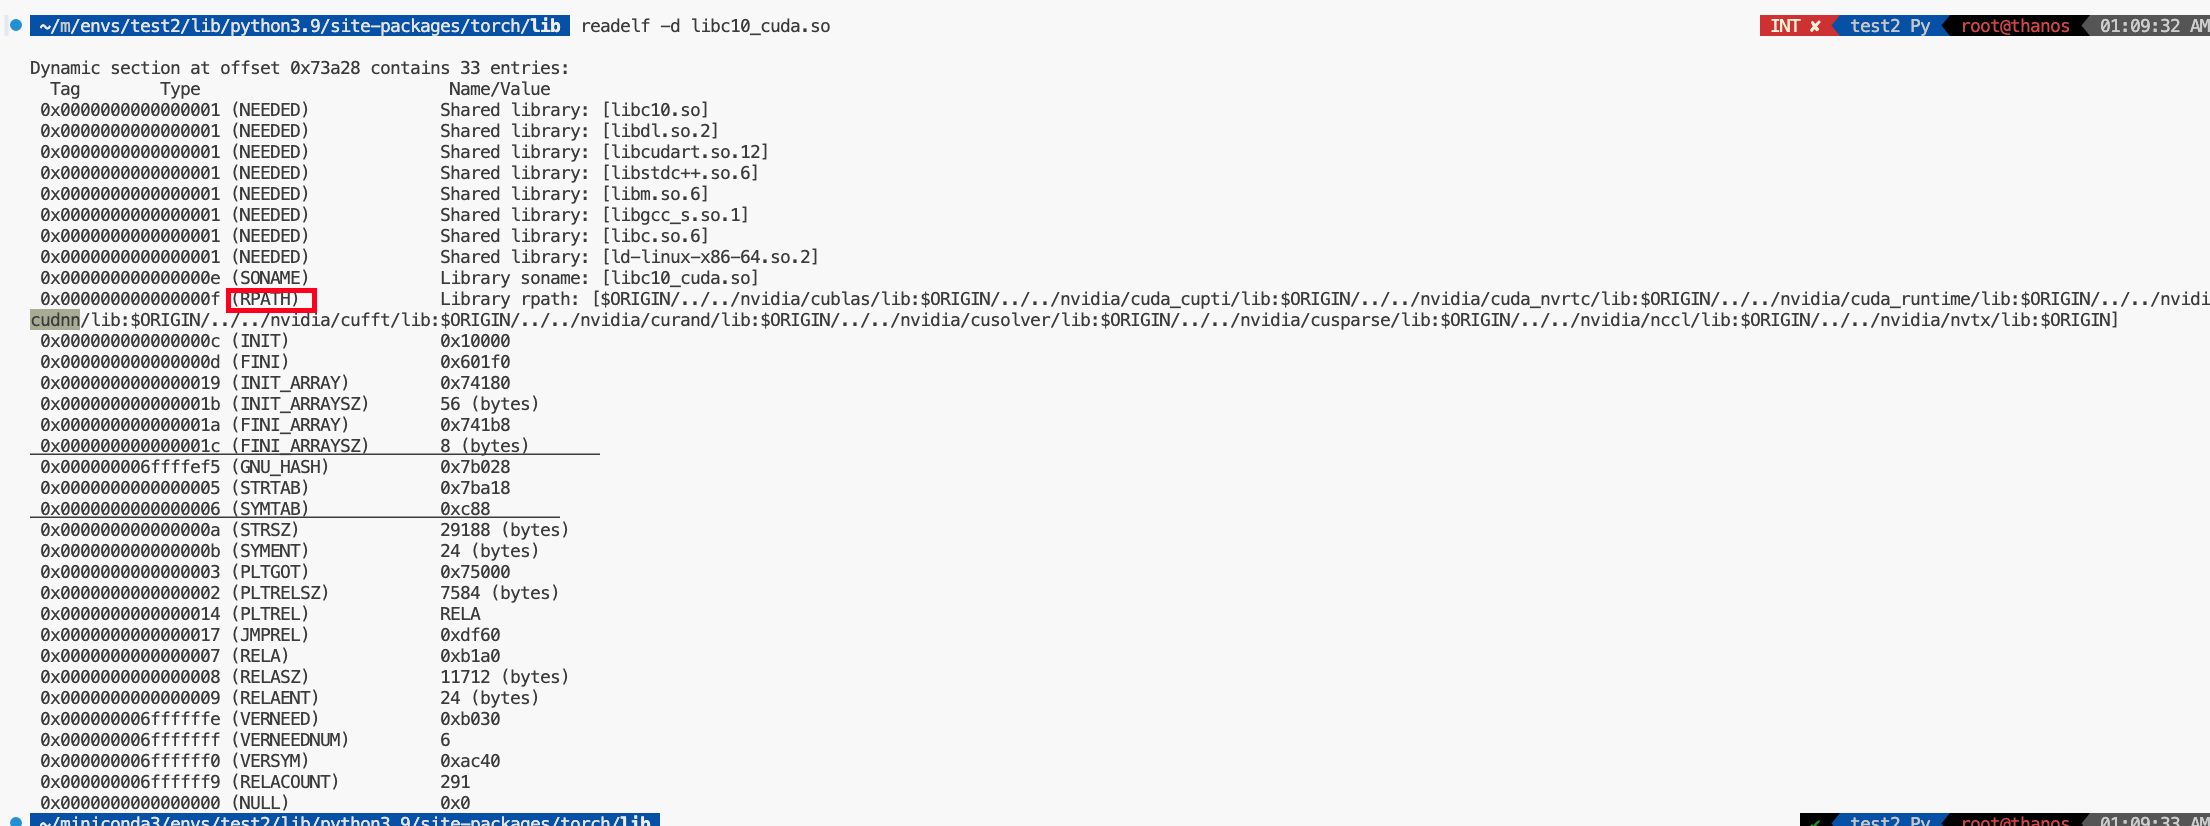 ~/m/envs/test2/lib/python3.9/site-packages/torch/lib readelf -d libc10_cuda.so INT ✘ test2 Py root@thanos 01:09:32 AM
Dynamic section at offset 0x73a28 contains 33 entries:
Tag Type Name/Value
0x0000000000000001 (NEEDED) Shared library: [libc10.so]
0x0000000000000001 (NEEDED) Shared library: [libdl.so.2]
0x0000000000000001 (NEEDED) Shared library: [libcudart.so.12]
0x0000000000000001 (NEEDED) Shared library: [libstdc++.so.6]
0x0000000000000001 (NEEDED) Shared library: [libm.so.6]
0x0000000000000001 (NEEDED) Shared library: [libgcc_s.so.1]
0x0000000000000001 (NEEDED) Shared library: [libc.so.6]
0x0000000000000001 (NEEDED) Shared library: [ld-linux-x86-64.so.2]
0x000000000000000e (SONAME) Library soname: [libc10_cuda.so]
0x000000000000000f (RPATH) Library rpath: [$ORIGIN/../../nvidia/cublas/lib:$ORIGIN/../../nvidia/cuda_cupti/lib:$ORIGIN/../../nvidia/cuda_nvrtc/lib:$ORIGIN/../../nvidia/cuda_runtime/lib:$ORIGIN/../../nvidi
cudnn/lib:$ORIGIN/../../nvidia/cufft/lib:$ORIGIN/../../nvidia/curand/lib:$ORIGIN/../../nvidia/cusolver/lib:$ORIGIN/../../nvidia/cusparse/lib:$ORIGIN/../../nvidia/nccl/lib:$ORIGIN/../../nvidia/nvtx/lib:$ORIGIN]
0x000000000000000c (INIT) 0x10000
0x000000000000000d (FINI) 0x601f0
0x0000000000000019 (INIT_ARRAY) 0x74180
0x000000000000001b (INIT_ARRAYSZ) 56 (bytes)
0x000000000000001a (FINI_ARRAY) 0x741b8
0x000000000000001c (FINI_ARRAYSZ) 8 (bytes)
0x000000006ffffef5 (GNU_HASH) 0x7b028
0x0000000000000005 (STRTAB) 0x7ba18
0x0000000000000006 (SYMTAB) 0xc88
0x000000000000000a (STRSZ) 29188 (bytes)
0x000000000000000b (SYMENT) 24 (bytes)
0x0000000000000003 (PLTGOT) 0x75000
0x0000000000000002 (PLTRELSZ) 7584 (bytes)
0x0000000000000014 (PLTREL) RELA
0x0000000000000017 (JMPREL) 0xdf60
0x0000000000000007 (RELA) 0xb1a0
0x0000000000000008 (RELASZ) 11712 (bytes)
0x0000000000000009 (RELAENT) 24 (bytes)
0x000000006ffffffe (VERNEED) 0xb030
0x000000006fffffff (VERNEEDNUM) 6
0x000000006ffffff0 (VERSYM) 0xac40
0x000000006ffffff9 (RELACOUNT) 291
0x0000000000000000 (NULL) 0x0
~/miniconda3/envs/test2/lib/python3.9/site-packages/torch/lib ✔ test2 Py root@thanos 01:09:33 AM